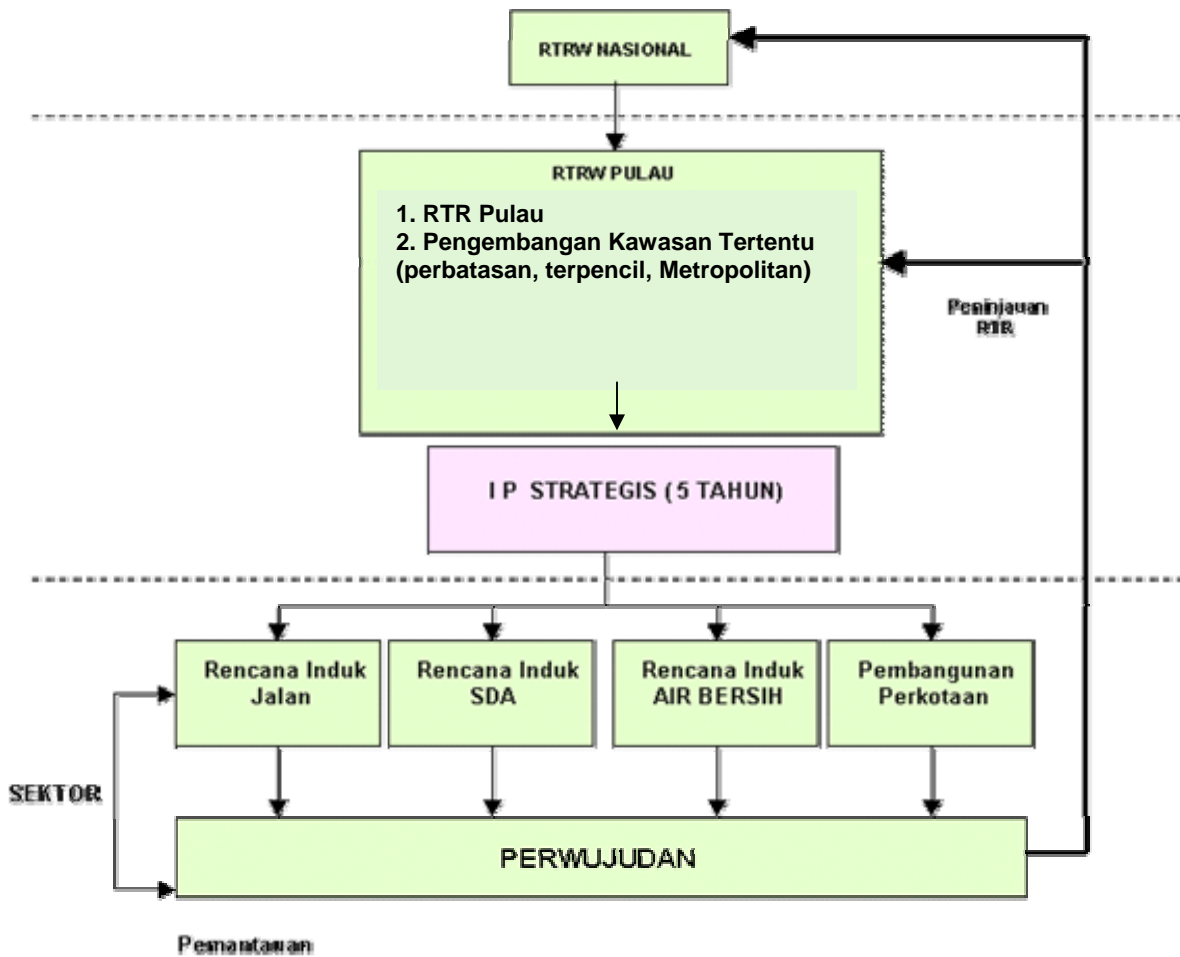 RTRW NASIONAL
RTRW PULAU
1. RTR Pulau
2. Pengembangan Kawasan Tertentu
(perbatasan, terpencil, Metropolitan)
Peninjauan
RTR
I P STRATEGIS ( 5 TAHUN)
Rencana Induk
Jalan
Rencana Induk
SDA
Rencana Induk
AIR BERSIH
Pembangunan
Perkotaan
SEKTOR
PERWUJUDAN
Pemantauan